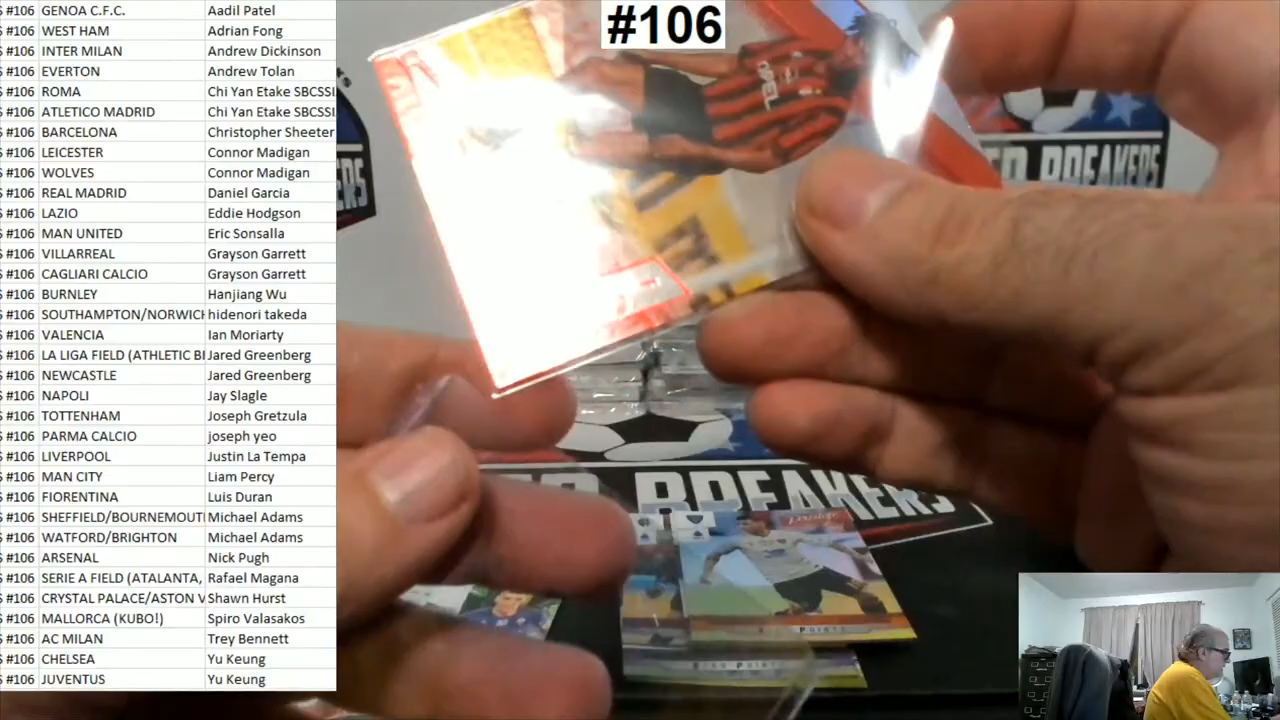 #106
#106 GENOA C.F.C. Aadil Patel
#106 WEST HAM Adrian Fong
#106 INTER MILAN Andrew Dickinson
#106 EVERTON Andrew Tolan
#106 ROMA Chi Yan Etake SBCSSI
#106 ATLETICO MADRID Chi Yan Etake SBCSSI
#106 BARCELONA Christopher Sheeter
#106 LEICESTER Connor Madigan
#106 WOLVES Connor Madigan
#106 REAL MADRID Daniel Garcia
#106 LAZIO Eddie Hodgson
#106 MAN UNITED Eric Sonsalla
#106 VILLARREAL Grayson Garrett
#106 CAGLIARI CALCIO Grayson Garrett
#106 BURNLEY Hanjiang Wu
#106 SOUTHAMPTON/NORWICH hidenori takeda
#106 VALENCIA Ian Moriarty
#106 LA LIGA FIELD (ATHLETIC BI Jared Greenberg
#106 NEWCASTLE Jared Greenberg
#106 NAPOLI Jay Slagle
#106 TOTTENHAM Joseph Gretzula
#106 PARMA CALCIO joseph yeo
#106 LIVERPOOL Justin La Tempa
#106 MAN CITY Liam Percy
#106 FIORENTINA Luis Duran
#106 SHEFFIELD/BOURNEMOUTH Michael Adams
#106 WATFORD/BRIGHTON Michael Adams
#106 ARSENAL Nick Pugh
#106 SERIE A FIELD (ATALANTA, Rafael Magana
#106 CRYSTAL PALACE/ASTON V Shawn Hurst
#106 MALLORCA (KUBO!) Spiro Valasakos
#106 AC MILAN Trey Bennett
#106 CHELSEA Yu Keung
#106 JUVENTUS Yu Keung
OPEL
BREAKERS
BREAKERS